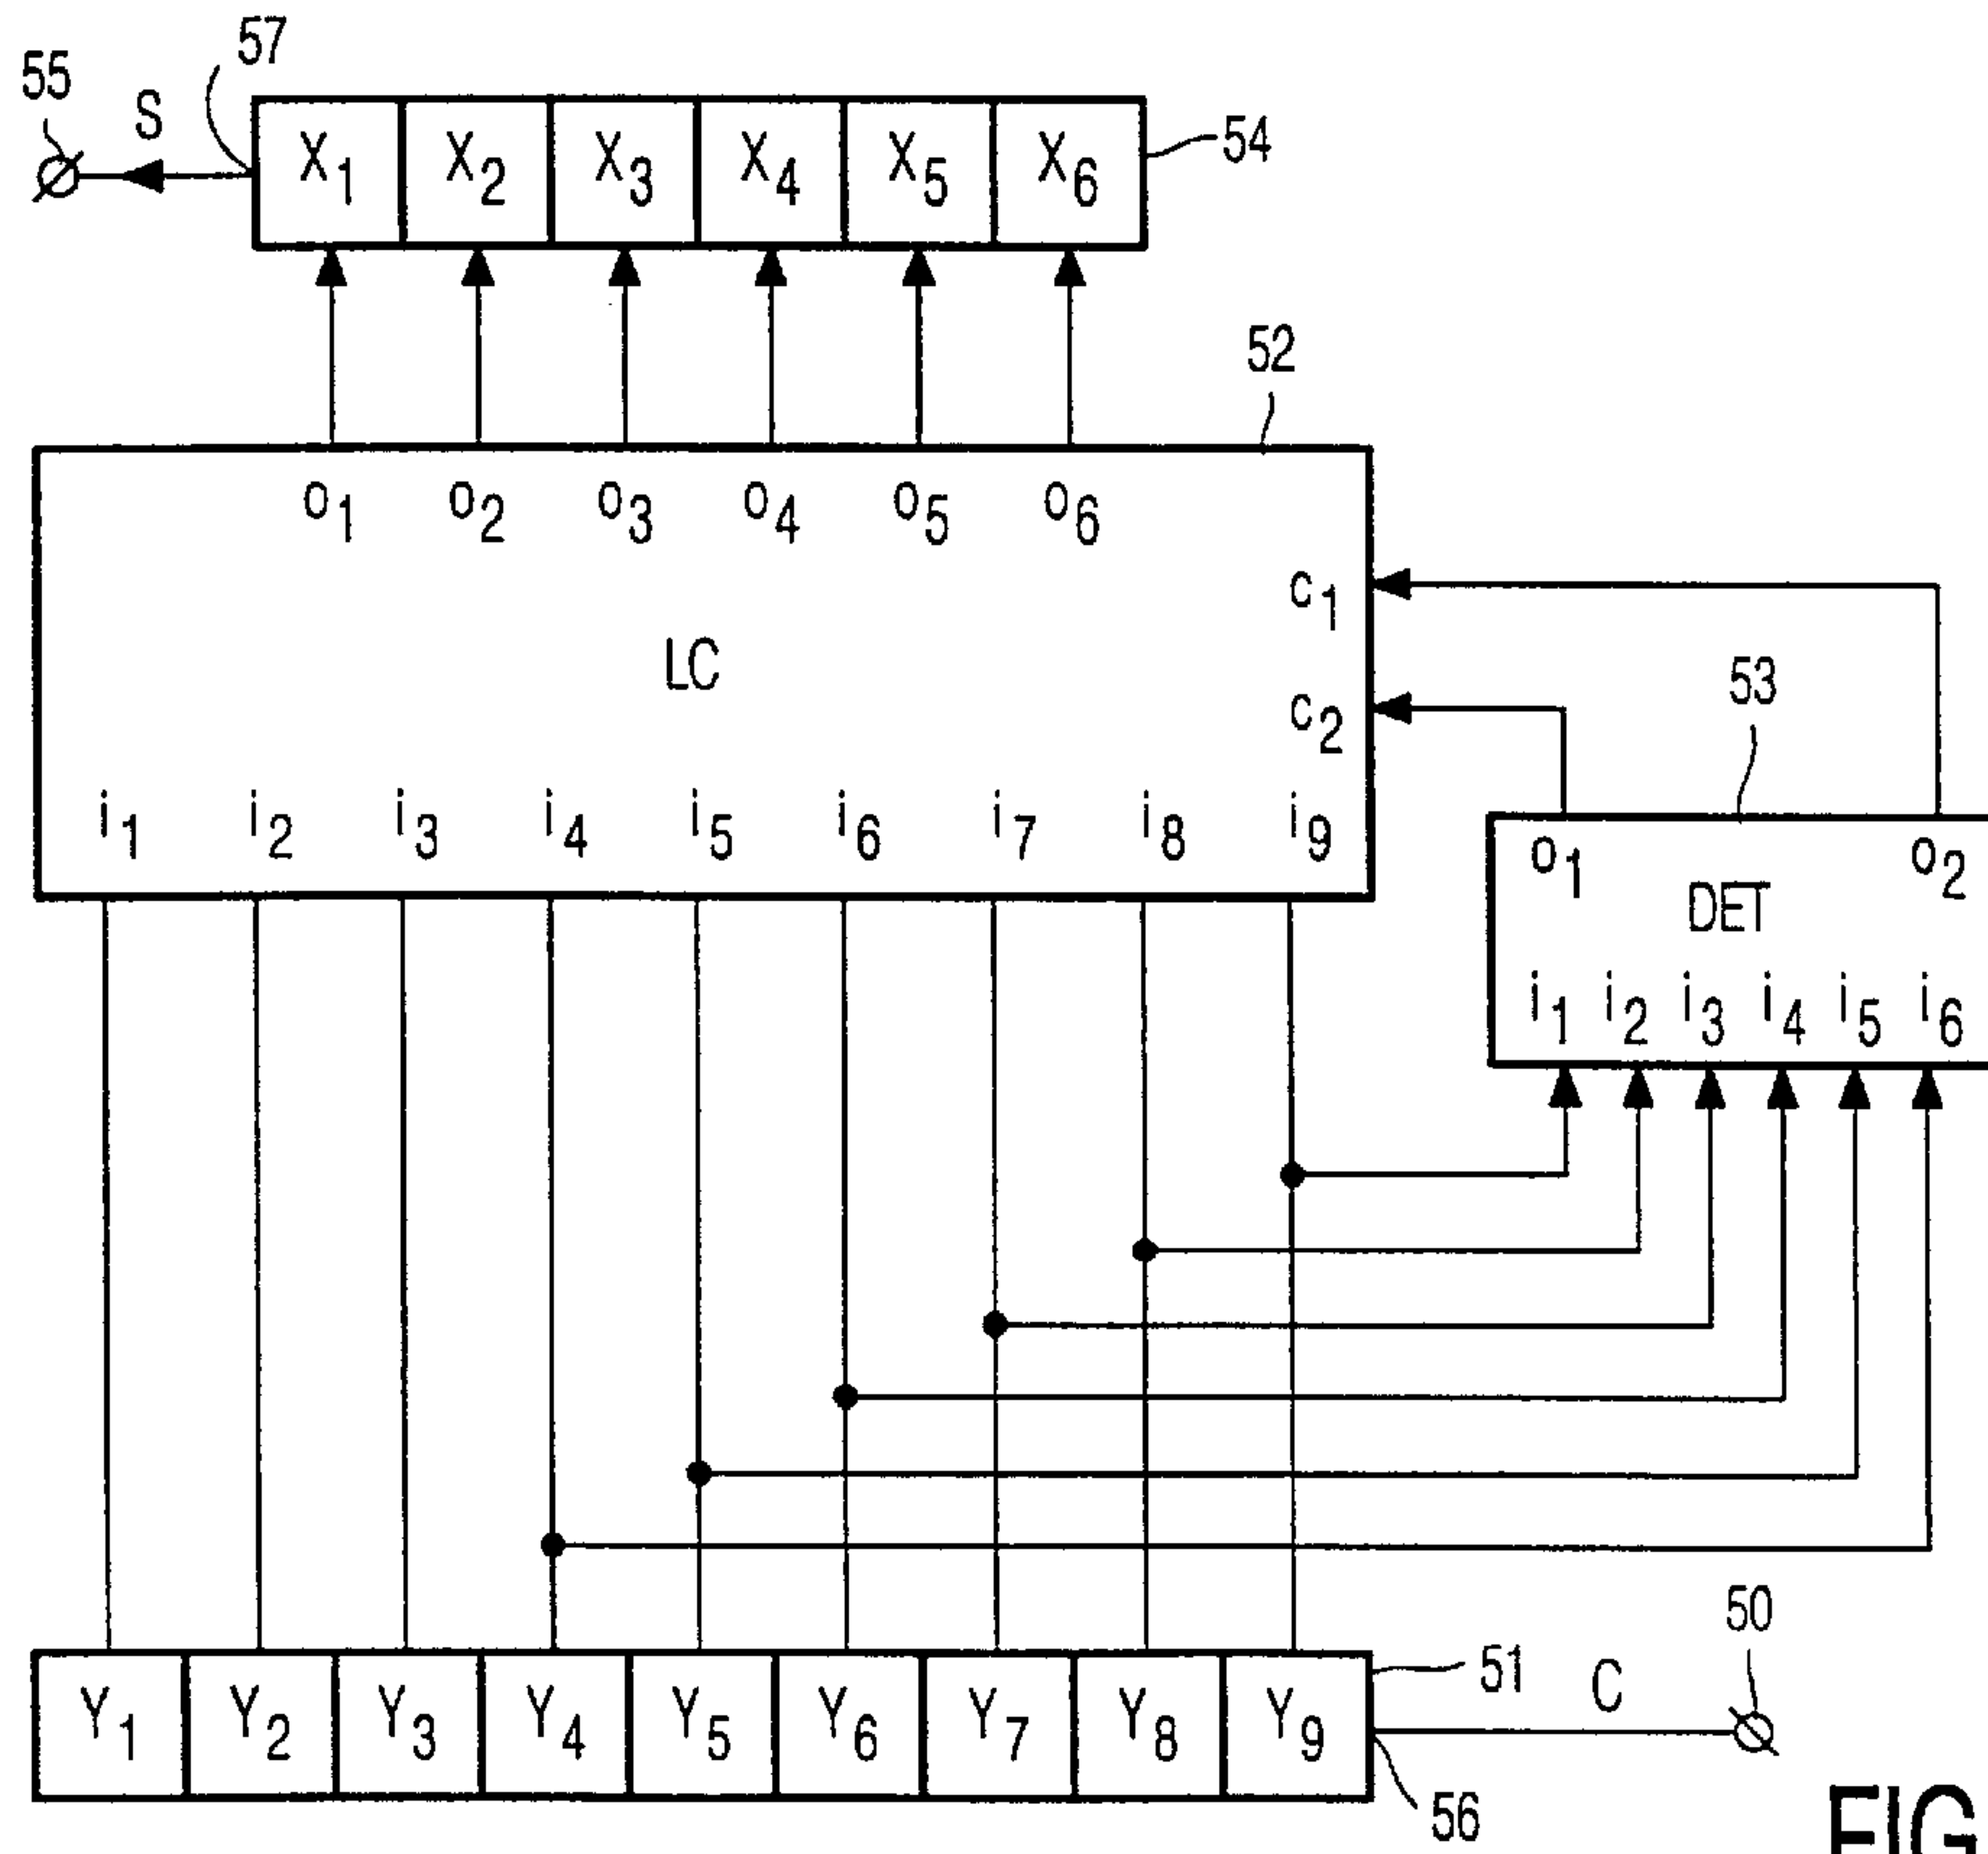 57
55 S
X1 X2 X3 X4 X5 X6 54
52
o1 o2 o3 o4 o5 o6
c1
LC
53
c2
i1 i2 i3 i4 i5 i6 i7 i8 i9
o1 o2
DET
i1 i2 i3 i4 i5 i6
50
51 C
Y1 Y2 Y3 Y4 Y5 Y6 Y7 Y8 Y9
56
FIG